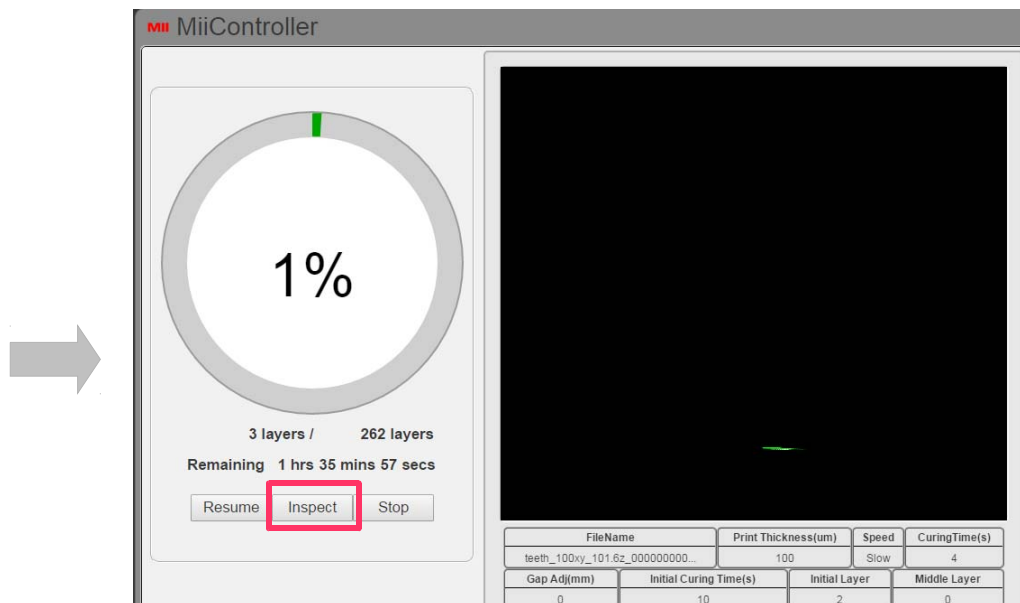 MII MiiController
1%
3 layers / 262 layers
Remaining 1 hrs 35 mins 57 secs
Resume Inspect Stop
FileName Print Thickness(um) Speed CuringTime(s)
teeth_100xy_101.6z_000000000... 100 Slow 4
Gap Adj(mm) Initial Curing Time(s) Initial Layer Middle Layer
0 10 2 0